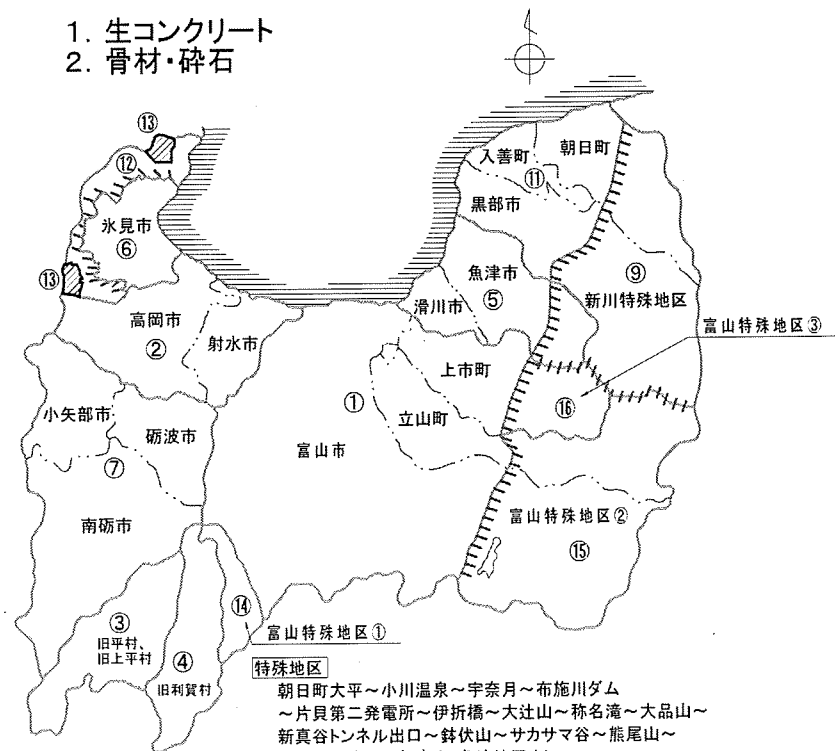 1. 生コンクリート
2. 骨材・砕石
⑬
⑫
氷見市
⑥
⑬
入善町
朝日町
⑪
黒部市
魚津市
⑤
滑川市
⑨
新川特殊地区
富山特殊地区③
高岡市
②
射水市
上市町
⑯
①
立山町
富山市
小矢部市
砺波市
⑦
南砺市
富山特殊地区②
⑮
③
旧平村、
旧上平村
④
旧利賀村
⑭
富山特殊地区①
特殊地区
朝日町大平~小川温泉~宇奈月~布施川ダム
~片貝第二発電所~伊折橋~大辻山~称名滝~大品山~
新真谷トンネル出口~鉢伏山~サカサマ谷~熊尾山~